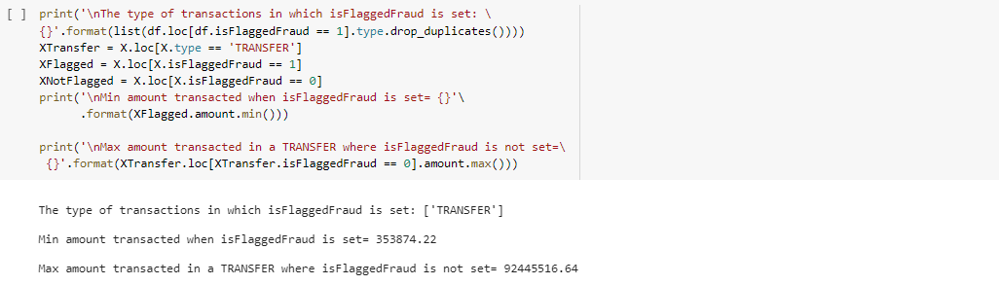 [ ] print('\nThe type of transactions in which isFlaggedFraud is set: \
{}'.format(list(df.loc[df.isFlaggedFraud == 1].type.drop_duplicates())))
XTransfer = X.loc[X.type == 'TRANSFER']
XFlagged = X.loc[X.isFlaggedFraud == 1]
XNotFlagged = X.loc[X.isFlaggedFraud == 0]
print('\nMin amount transacted when isFlaggedFraud is set= {}'\
.format(XFlagged.amount.min()))
print('\nMax amount transacted in a TRANSFER where isFlaggedFraud is not set=\
{}'.format(XTransfer.loc[XTransfer.isFlaggedFraud == 0].amount.max()))
The type of transactions in which isFlaggedFraud is set: ['TRANSFER']
Min amount transacted when isFlaggedFraud is set= 353874.22
Max amount transacted in a TRANSFER where isFlaggedFraud is not set= 92445516.64